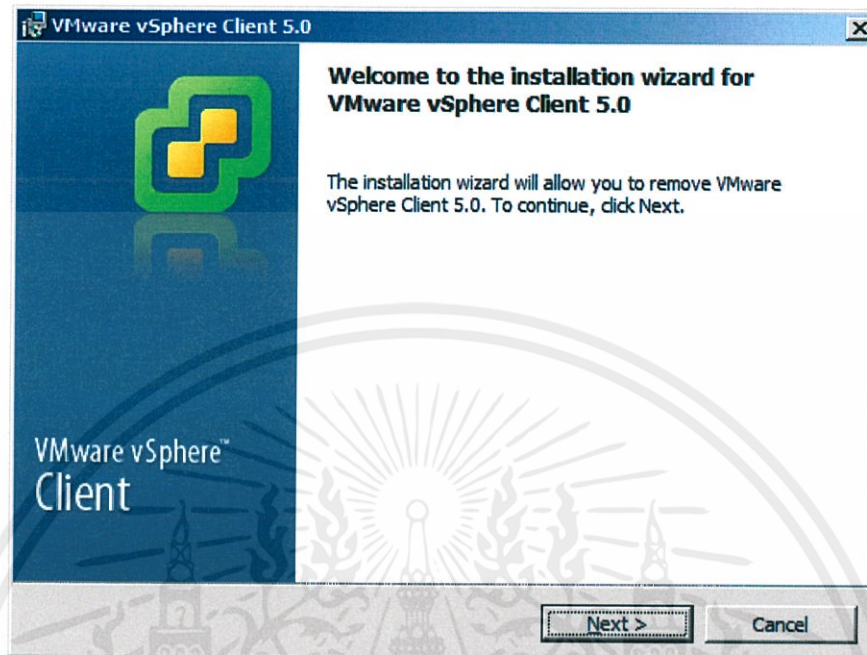 VMware vSphere Client 5.0
Welcome to the installation wizard for
VMware vSphere Client 5.0
The installation wizard will allow you to remove VMware
vSphere Client 5.0. To continue, click Next.
VMware vSphere™
Client
Next >
Cancel